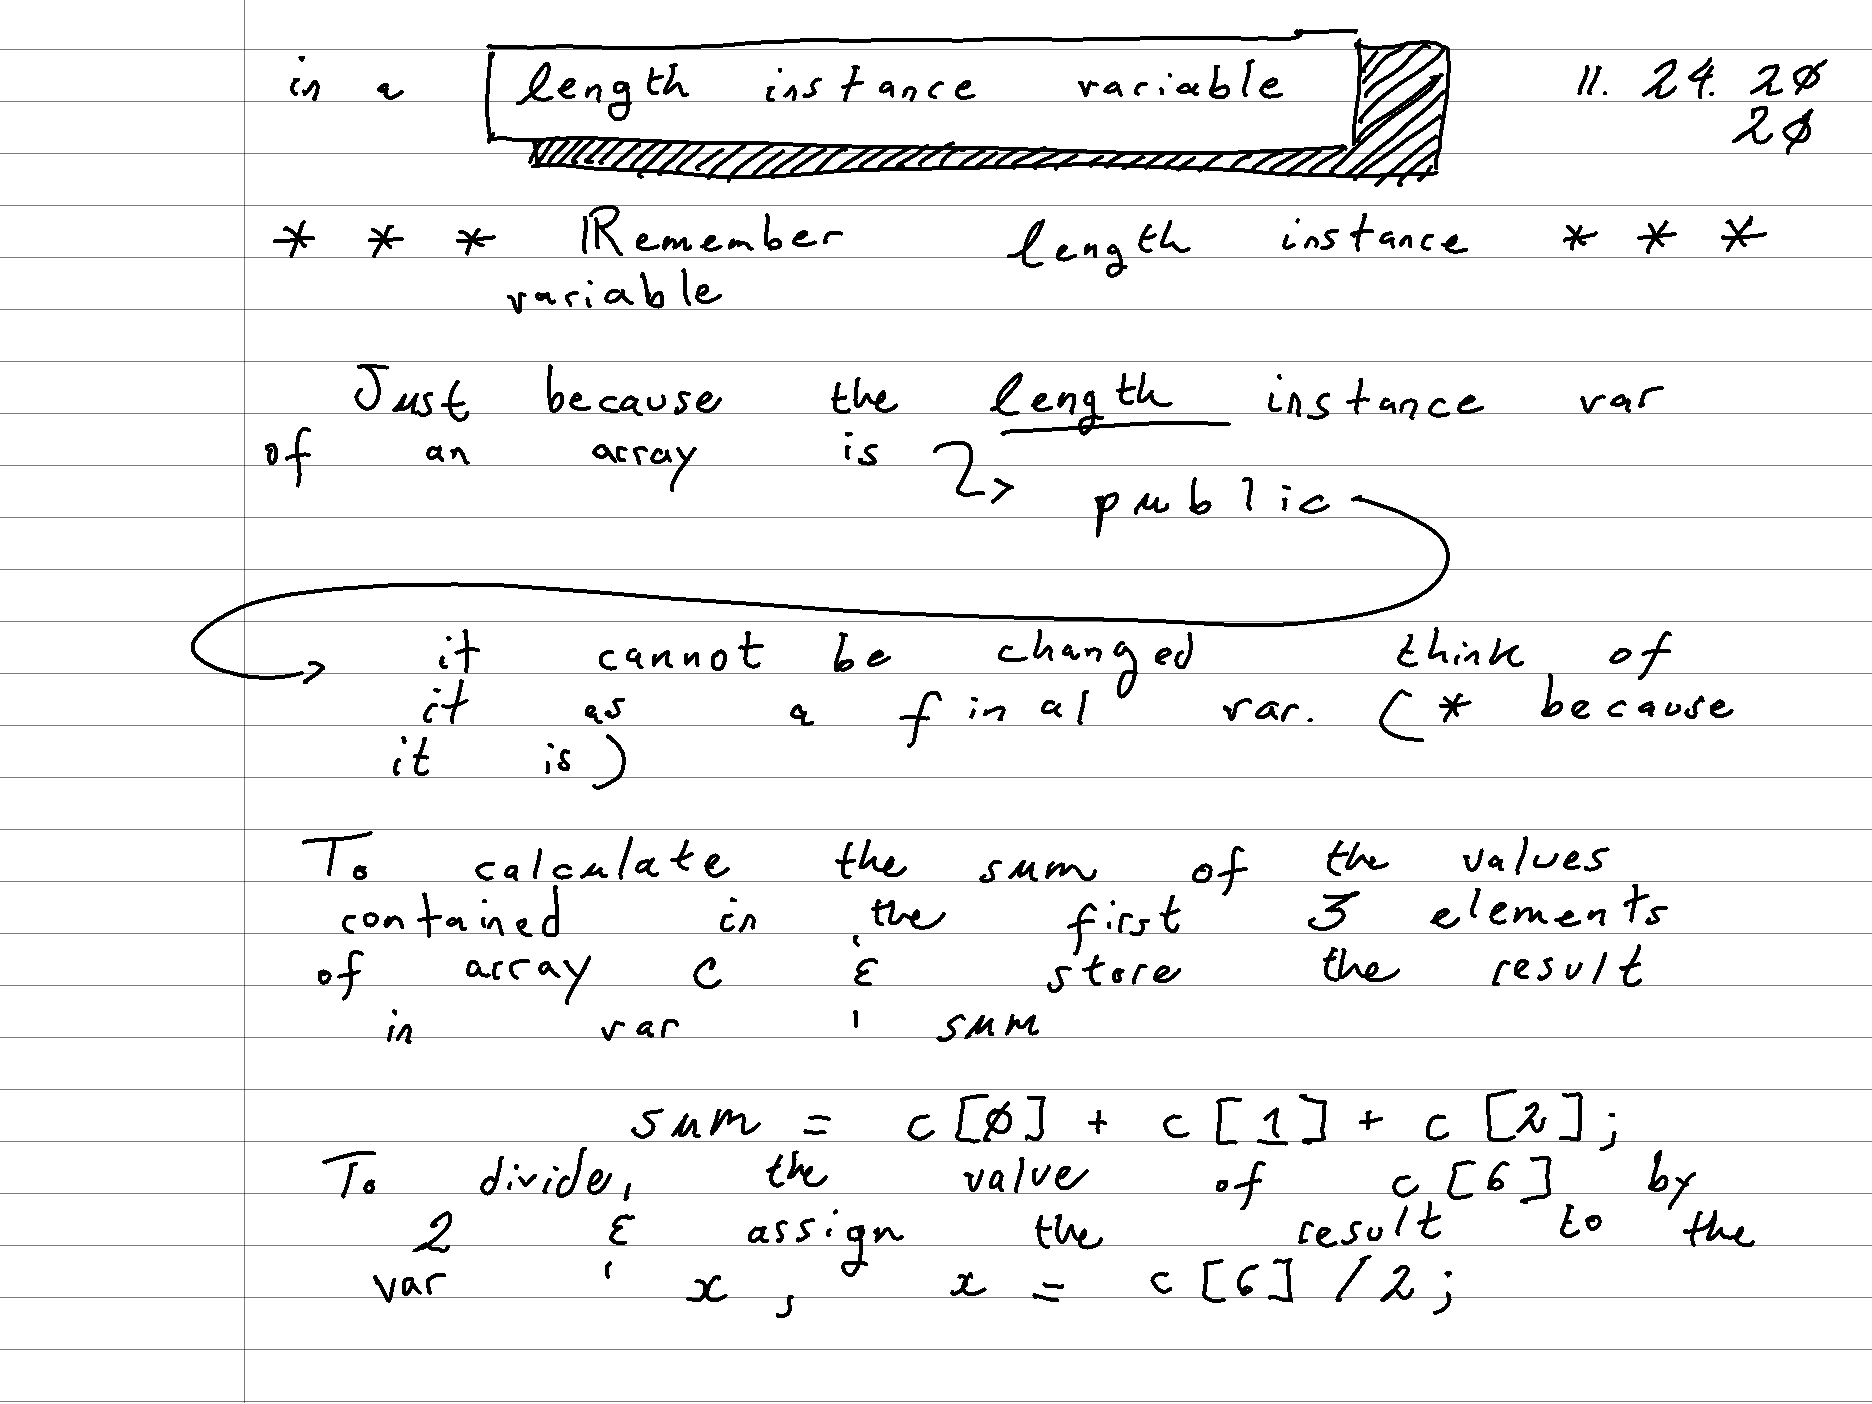 in a length instance variable 11. 24. 20
20
* * * Remember length instance * * *
variable
Just because the length instance var
of an array is
public
it cannot be changed think of
it as a final var. (* because
it is)
To calculate the sum of the values
contained in the first 3 elements
of array c & store the result
in var sum
sum = c [0] + c [1] + c [2];
To divide, the value of c [6] by
2 & assign the result to the
var x, x = c [6] / 2;